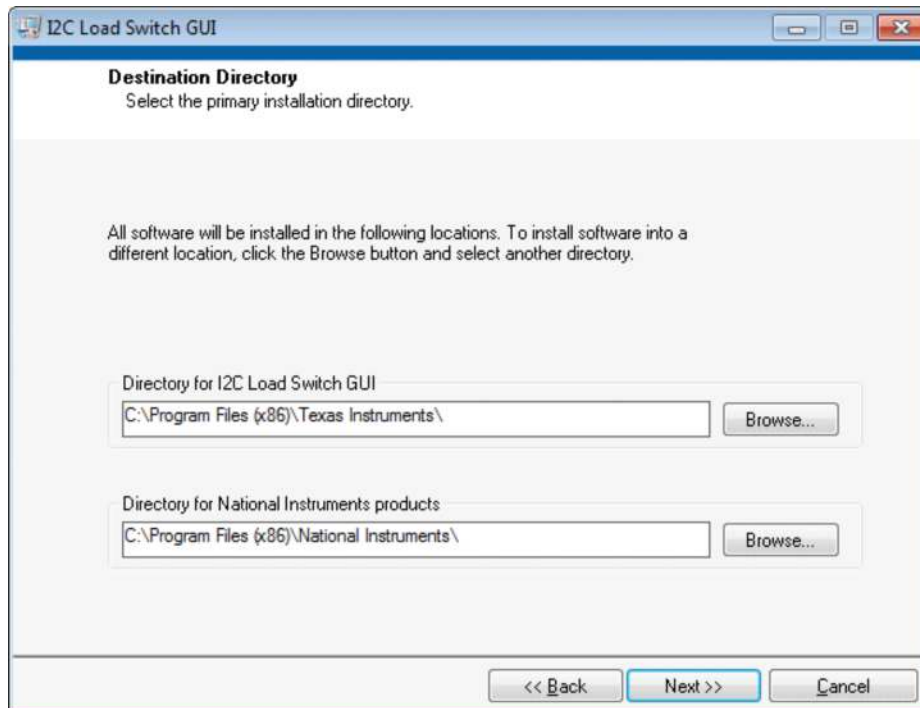 I2C Load Switch GUI
Destination Directory
Select the primary installation directory.
All software will be installed in the following locations. To install software into a
different location, click the Browse button and select another directory.
Directory for I2C Load Switch GUI
C:\Program Files (x86)\Texas Instruments\
Browse...
Directory for National Instruments products
C:\Program Files (x86)\National Instruments\
Browse...
<< Back
Next >>
Cancel